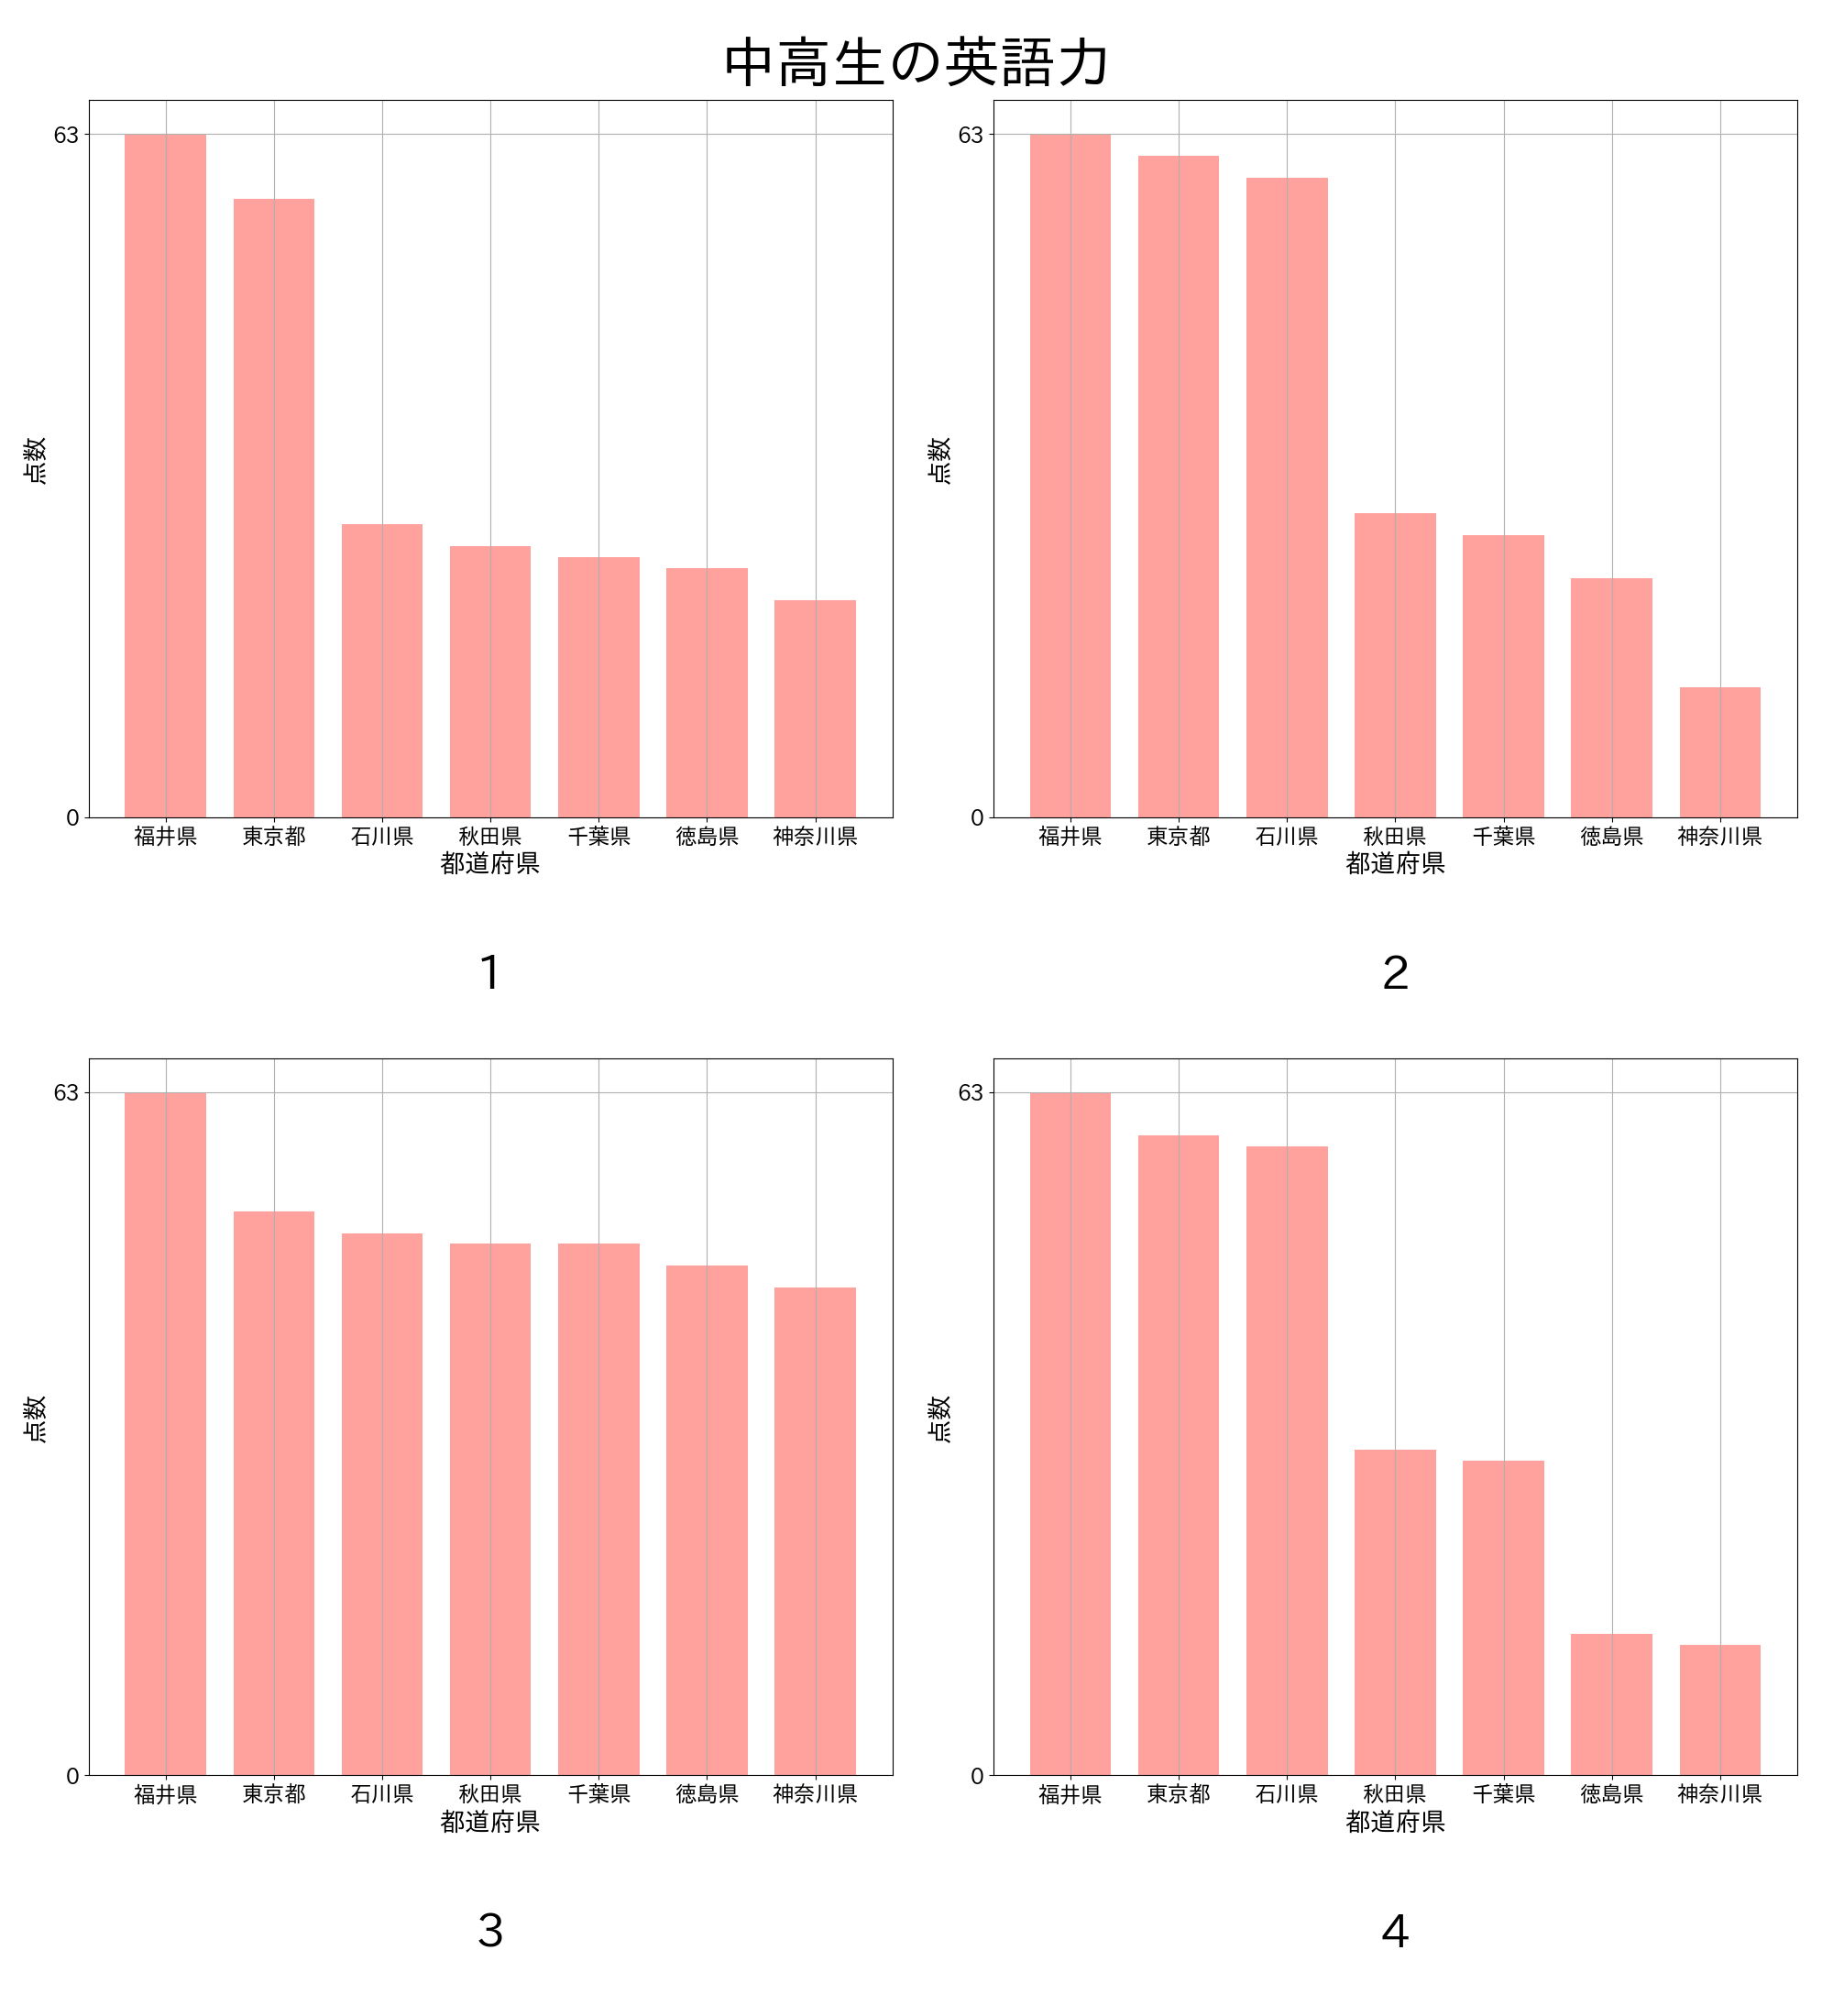 中高生の英語力
63
0
点数
福井県 東京都 石川県 秋田県 千葉県 徳島県 神奈川県
都道府県
1
63
0
点数
福井県 東京都 石川県 秋田県 千葉県 徳島県 神奈川県
都道府県
2
63
0
点数
福井県 東京都 石川県 秋田県 千葉県 徳島県 神奈川県
都道府県
3
63
0
点数
福井県 東京都 石川県 秋田県 千葉県 徳島県 神奈川県
都道府県
4